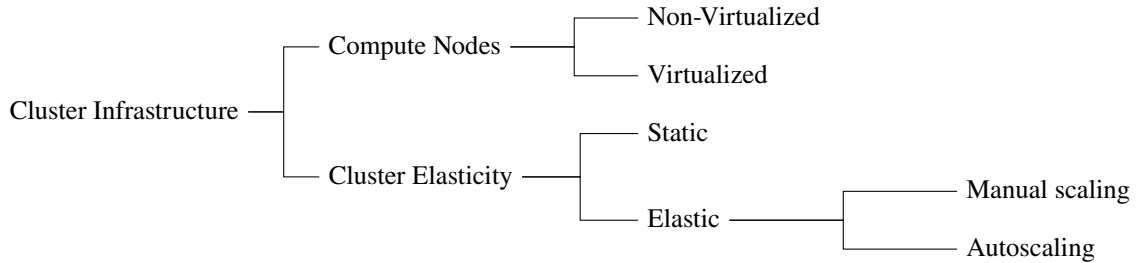 Cluster Infrastructure
Compute Nodes
Non-Virtualized
Virtualized
Cluster Elasticity
Static
Elastic
Manual scaling
Autoscaling